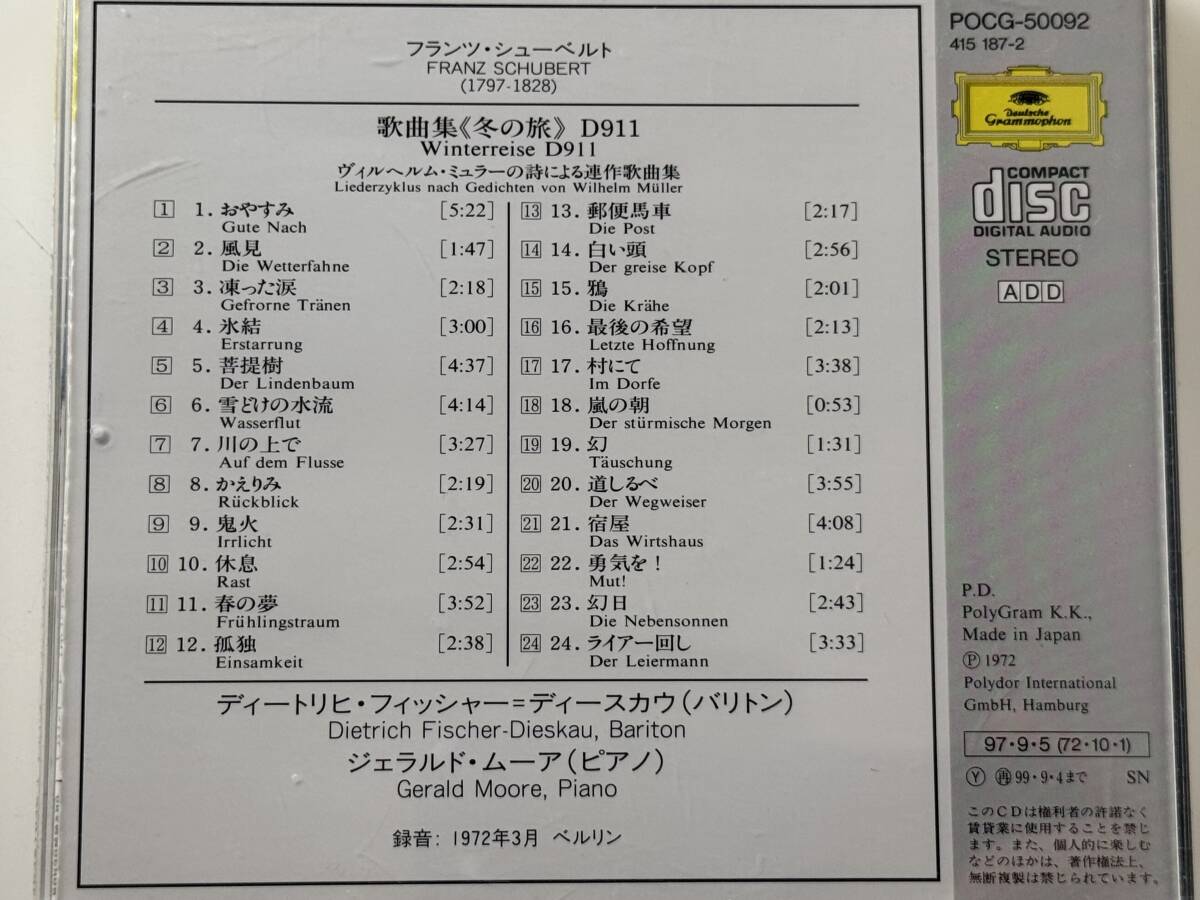 フランツ・シューベルト
FRANZ SCHUBERT
(1797-1828)
歌曲集《冬の旅》 D911
Winterreise D911
ヴィルヘルム・ミュラーの詩による連作歌曲集
Liederzyklus nach Gedichten von Wilhelm Müller
1 1. おやすみ [5:22]
Gute Nach
2 2. 風見 [1:47]
Die Wetterfahne
3 3. 凍った涙 [2:18]
Gefrorne Tränen
4 4. 氷結 [3:00]
Erstarrung
5 5. 菩提樹 [4:37]
Der Lindenbaum
6 6. 雪どけの水流 [4:14]
Wasserflut
7 7. 川の上で [3:27]
Auf dem Flusse
8 8. かえりみ [2:19]
Rückblick
9 9. 鬼火 [2:31]
Irrlicht
10 10. 休息 [2:54]
Rast
11 11. 春の夢 [3:52]
Frühlingstraum
12 12. 孤独 [2:38]
Einsamkeit
13 13. 郵便馬車 [2:17]
Die Post
14 14. 白い頭 [2:56]
Der greise Kopf
15 15. 鴉 [2:01]
Die Krähe
16 16. 最後の希望 [2:13]
Letzte Hoffnung
17 17. 村にて [3:38]
Im Dorfe
18 18. 嵐の朝 [0:53]
Der stürmische Morgen
19 19. 幻 [1:31]
Täuschung
20 20. 道しるべ [3:55]
Der Wegweiser
21 21. 宿屋 [4:08]
Das Wirtshaus
22 22. 勇気を! [1:24]
Mut!
23 23. 幻日 [2:43]
Die Nebensonnen
24 24. ライアー回し [3:33]
Der Leiermann
ディートリヒ・フィッシャー=ディースカウ(バリトン)
Dietrich Fischer-Dieskau, Bariton
ジェラルド・ムーア(ピアノ)
Gerald Moore, Piano
録音: 1972年3月 ベルリン
POCG-50092
415 187-2
Deutsche
Grammophon
COMPACT
disc
DIGITAL AUDIO
STEREO
ADD
P.D.
PolyGram K.K.,
Made in Japan
Ⓟ 1972
Polydor International
GmbH, Hamburg
97・9・5 (72・10・1)
Ⓨ 再 99・9・4まで SN
このCDは権利者の許諾なく
賃貸業に使用することを禁じ
ます。また、個人的に楽しむ
などのほかは、著作権法上、
無断複製は禁じられています。